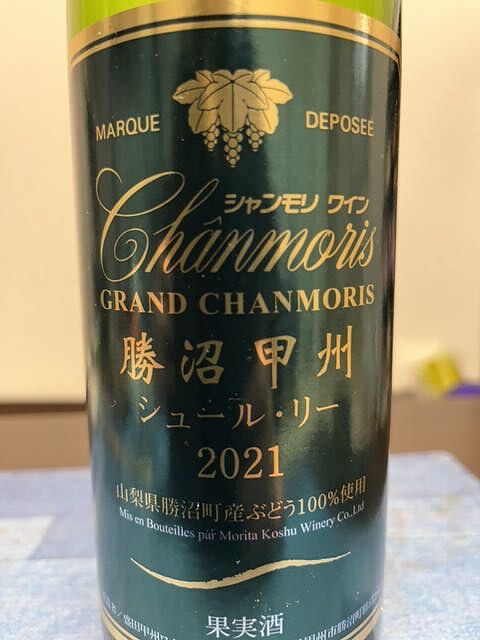 MARQUE DEPOSEE
シャンモリ ワイン
Chânmoris
GRAND CHANMORIS
勝沼甲州
シュール・リー
2021
山梨県勝沼町産ぶどう100%使用
Mis en Bouteilles par Morita Koshu Winery Co.,Ltd
果実酒